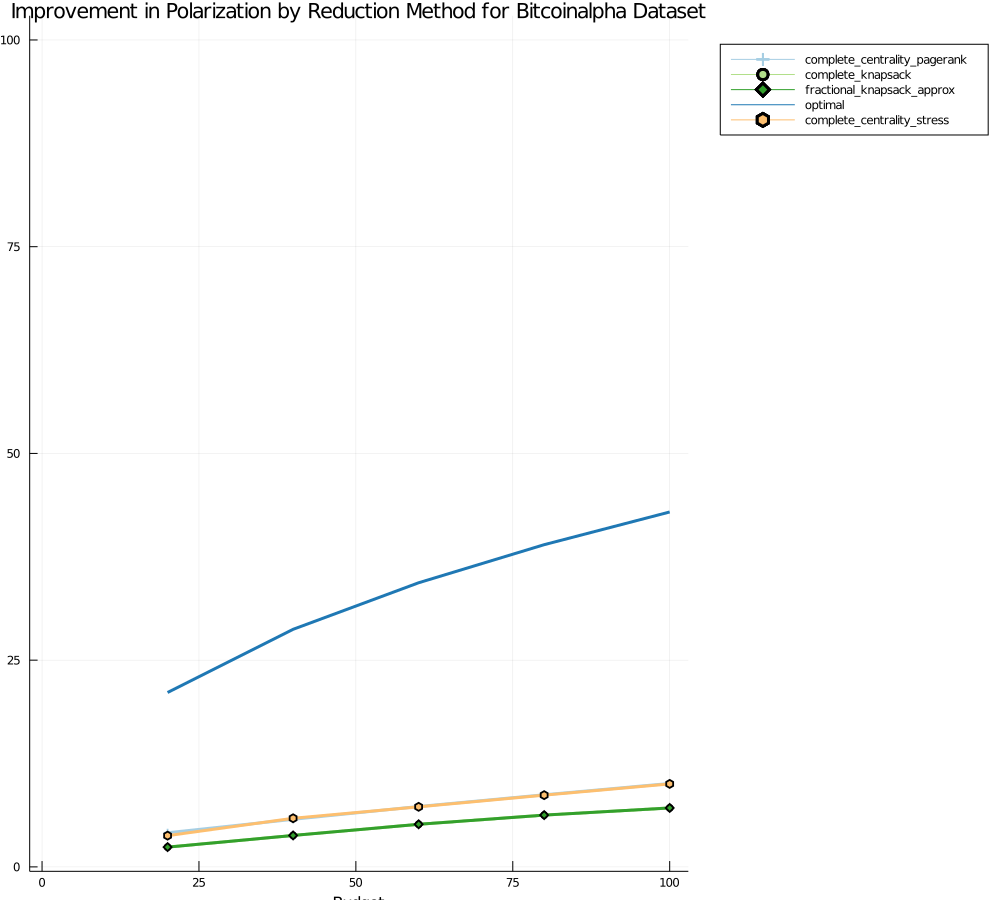 Improvement in Polarization by Reduction Method for Bitcoinalpha Dataset
complete_centrality_pagerank
complete_knapsack
fractional_knapsack_approx
optimal
complete_centrality_stress
100
75
50
25
0
0 25 50 75 100
Budget